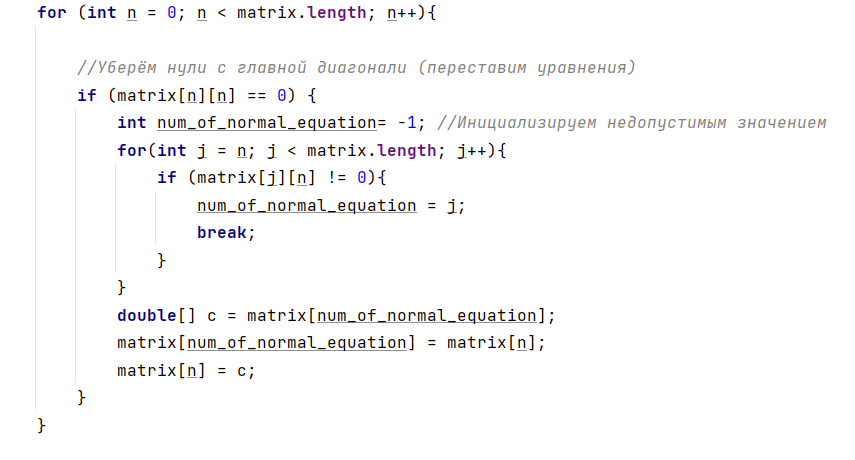 for (int n = 0; n < matrix.length; n++){
//Уберём нули с главной диагонали (переставим уравнения)
if (matrix[n][n] == 0) {
int num_of_normal_equation= -1; //Инициализируем недопустимым значением
for(int j = n; j < matrix.length; j++){
if (matrix[j][n] != 0){
num_of_normal_equation = j;
break;
}
}
double[] c = matrix[num_of_normal_equation];
matrix[num_of_normal_equation] = matrix[n];
matrix[n] = c;
}
}